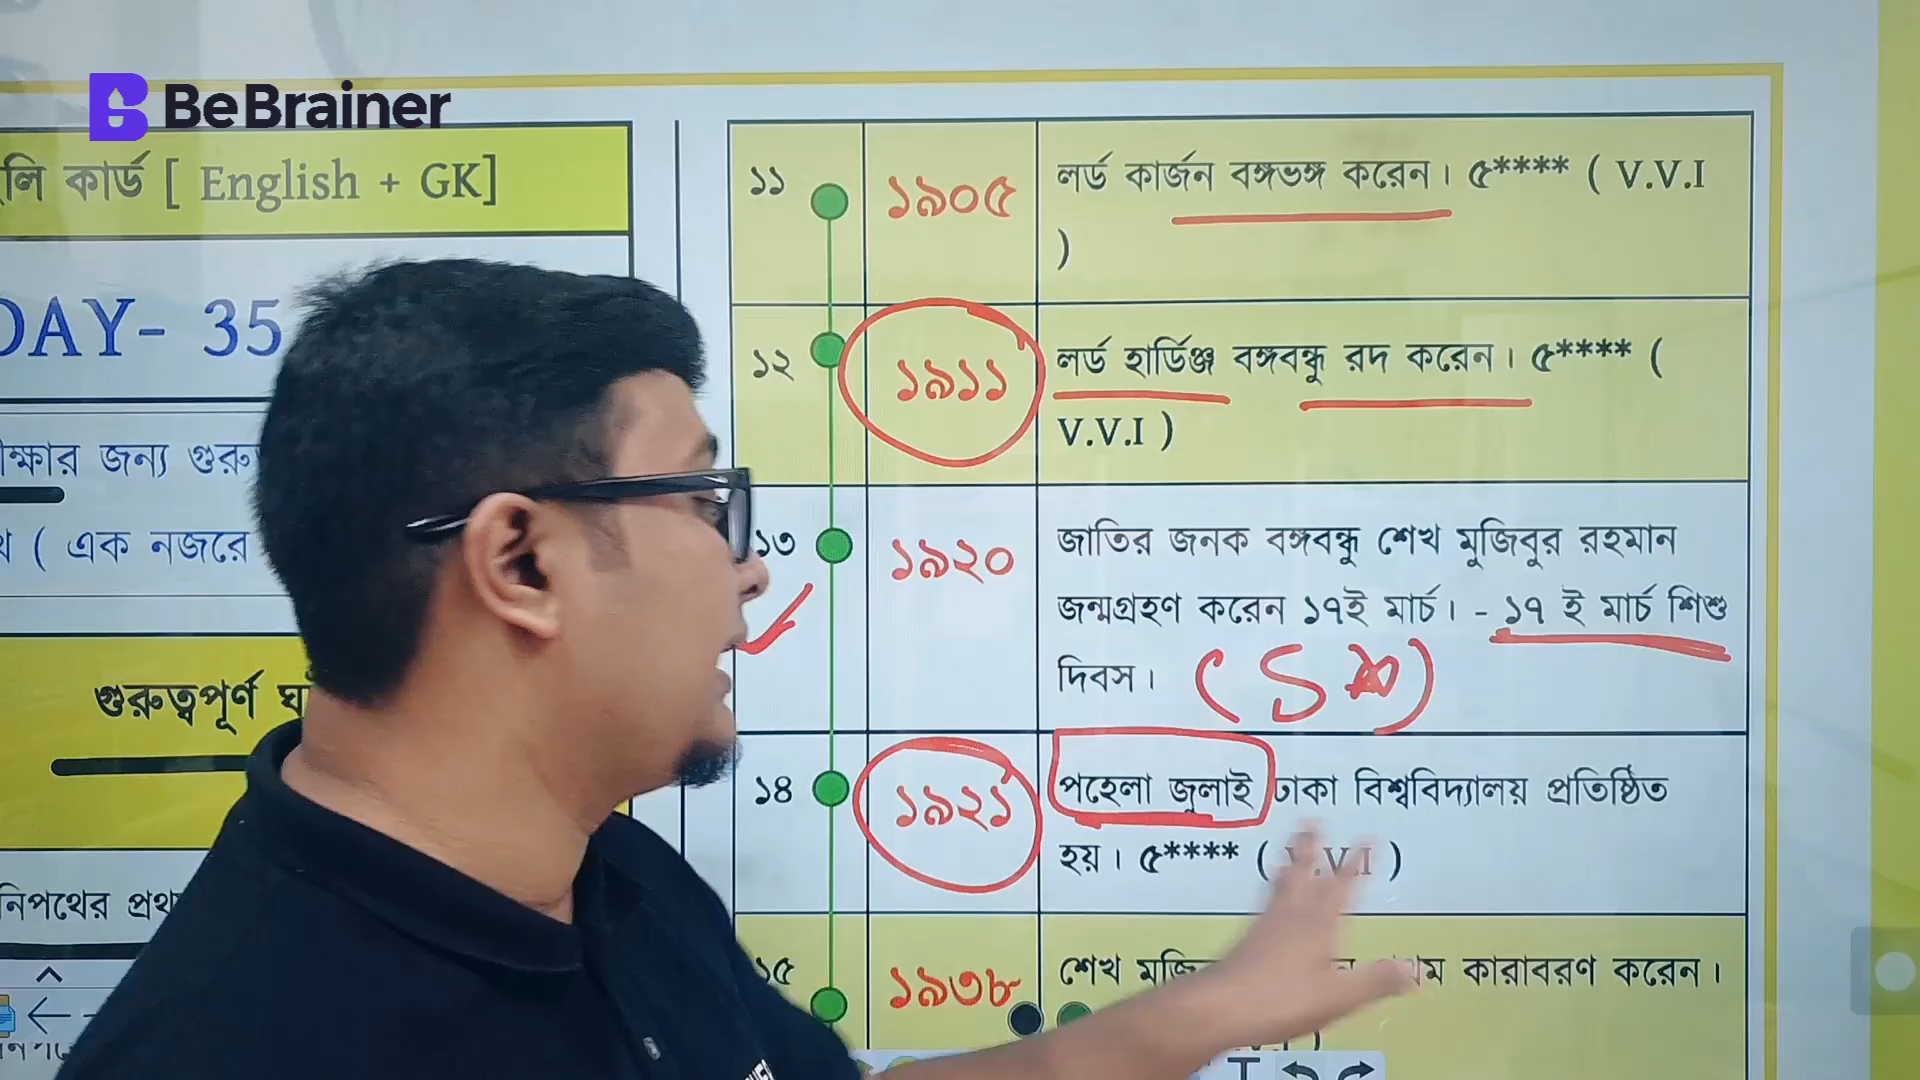 BeBrainer
লি কার্ড [ English + GK]
DAY- 35
ক্ষার জন্য গুরু
( এক নজরে
গুরুত্বপূর্ণ ঘ
নিপথের প্রথ
১১ ১৯০৫ লর্ড কার্জন বঙ্গভঙ্গ করেন। ৫**** ( V.V.I
)
১২ ১৯১১ লর্ড হার্ডিঞ্জ বঙ্গবন্ধু রদ করেন। ৫**** (
V.V.I )
১৩ ১৯২০ জাতির জনক বঙ্গবন্ধু শেখ মুজিবুর রহমান
জন্মগ্রহণ করেন ১৭ই মার্চ। - ১৭ ই মার্চ শিশু
দিবস।
১৪ ১৯২১ পহেলা জুলাই ঢাকা বিশ্ববিদ্যালয় প্রতিষ্ঠিত
হয়। ৫**** ( V.V.I )
১৫ ১৯৩৮ শেখ কারাবরণ করেন।